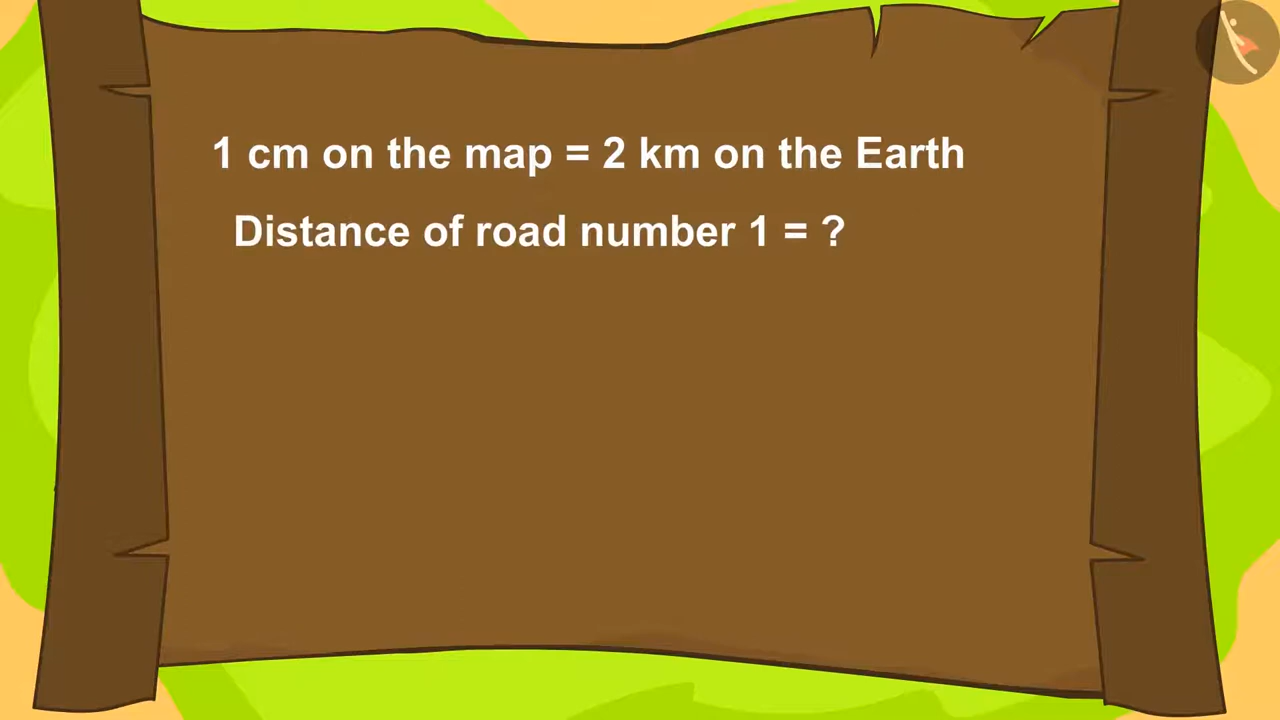 1 cm on the map = 2 km on the Earth
Distance of road number 1 = ?